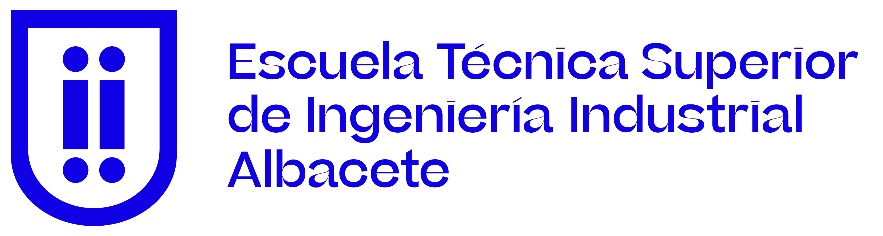 Escuela Técnica Superior
de Ingeniería Industrial
Albacete